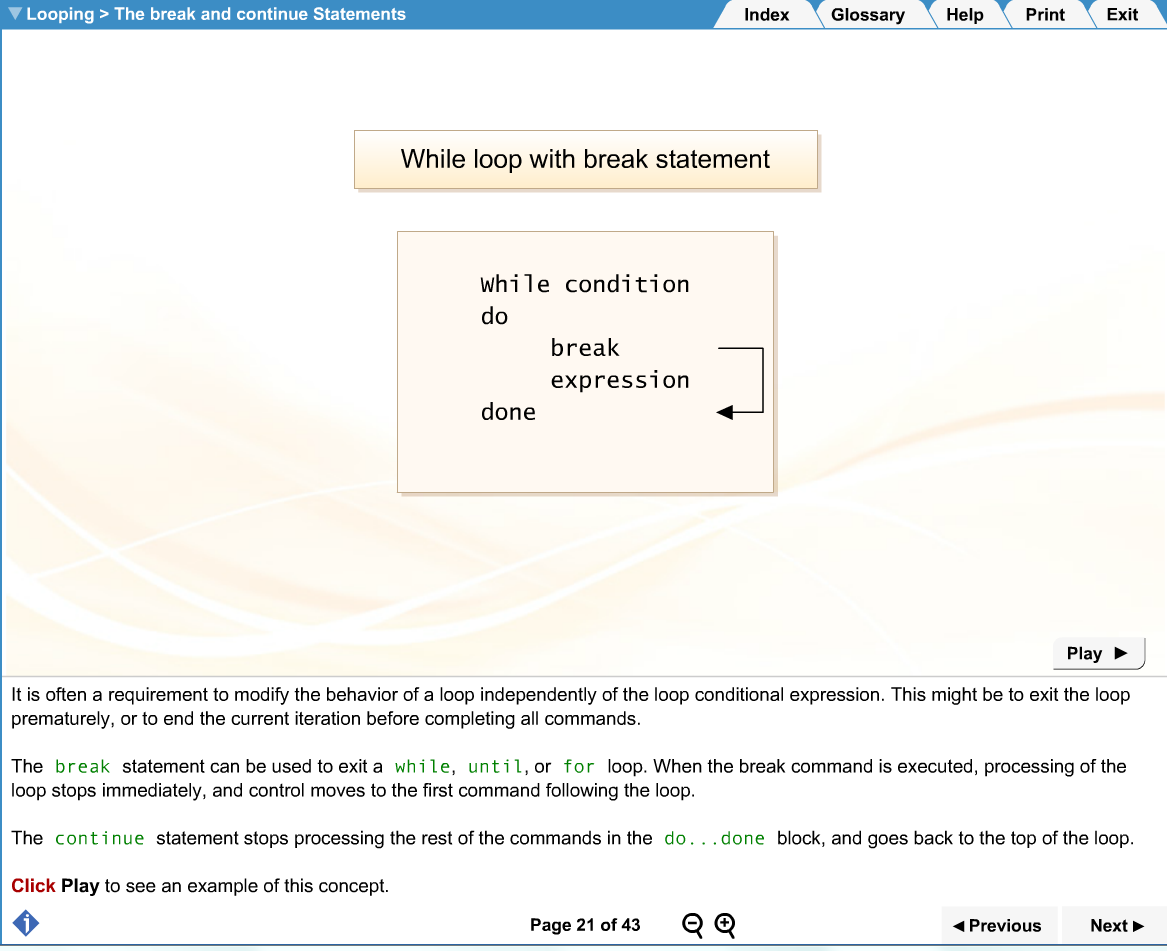 Looping > The break and continue Statements
Index
Glossary
Help
Print
Exit
While loop with break statement
While condition
do
break
expression
done
Play
It is often a requirement to modify the behavior of a loop independently of the loop conditional expression. This might be to exit the loop
prematurely, or to end the current iteration before completing all commands.
The break statement can be used to exit a while, until, or for loop. When the break command is executed, processing of the
loop stops immediately, and control moves to the first command following the loop.
The continue statement stops processing the rest of the commands in the do...done block, and goes back to the top of the loop.
Click Play to see an example of this concept.
i
Page 21 of 43
Previous
Next